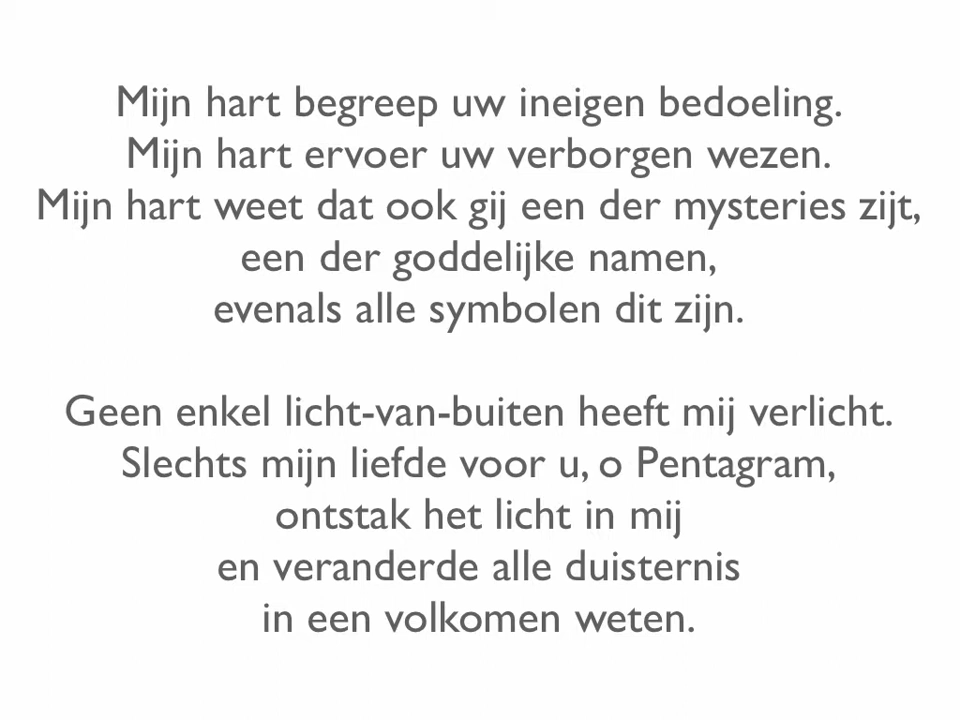 Mijn hart begreep uw ineigen bedoeling.
Mijn hart ervoer uw verborgen wezen.
Mijn hart weet dat ook gij een der mysteries zijt,
een der goddelijke namen,
evenals alle symbolen dit zijn.
Geen enkel licht-van-buiten heeft mij verlicht.
Slechts mijn liefde voor u, o Pentagram,
ontstak het licht in mij
en veranderde alle duisternis
in een volkomen weten.